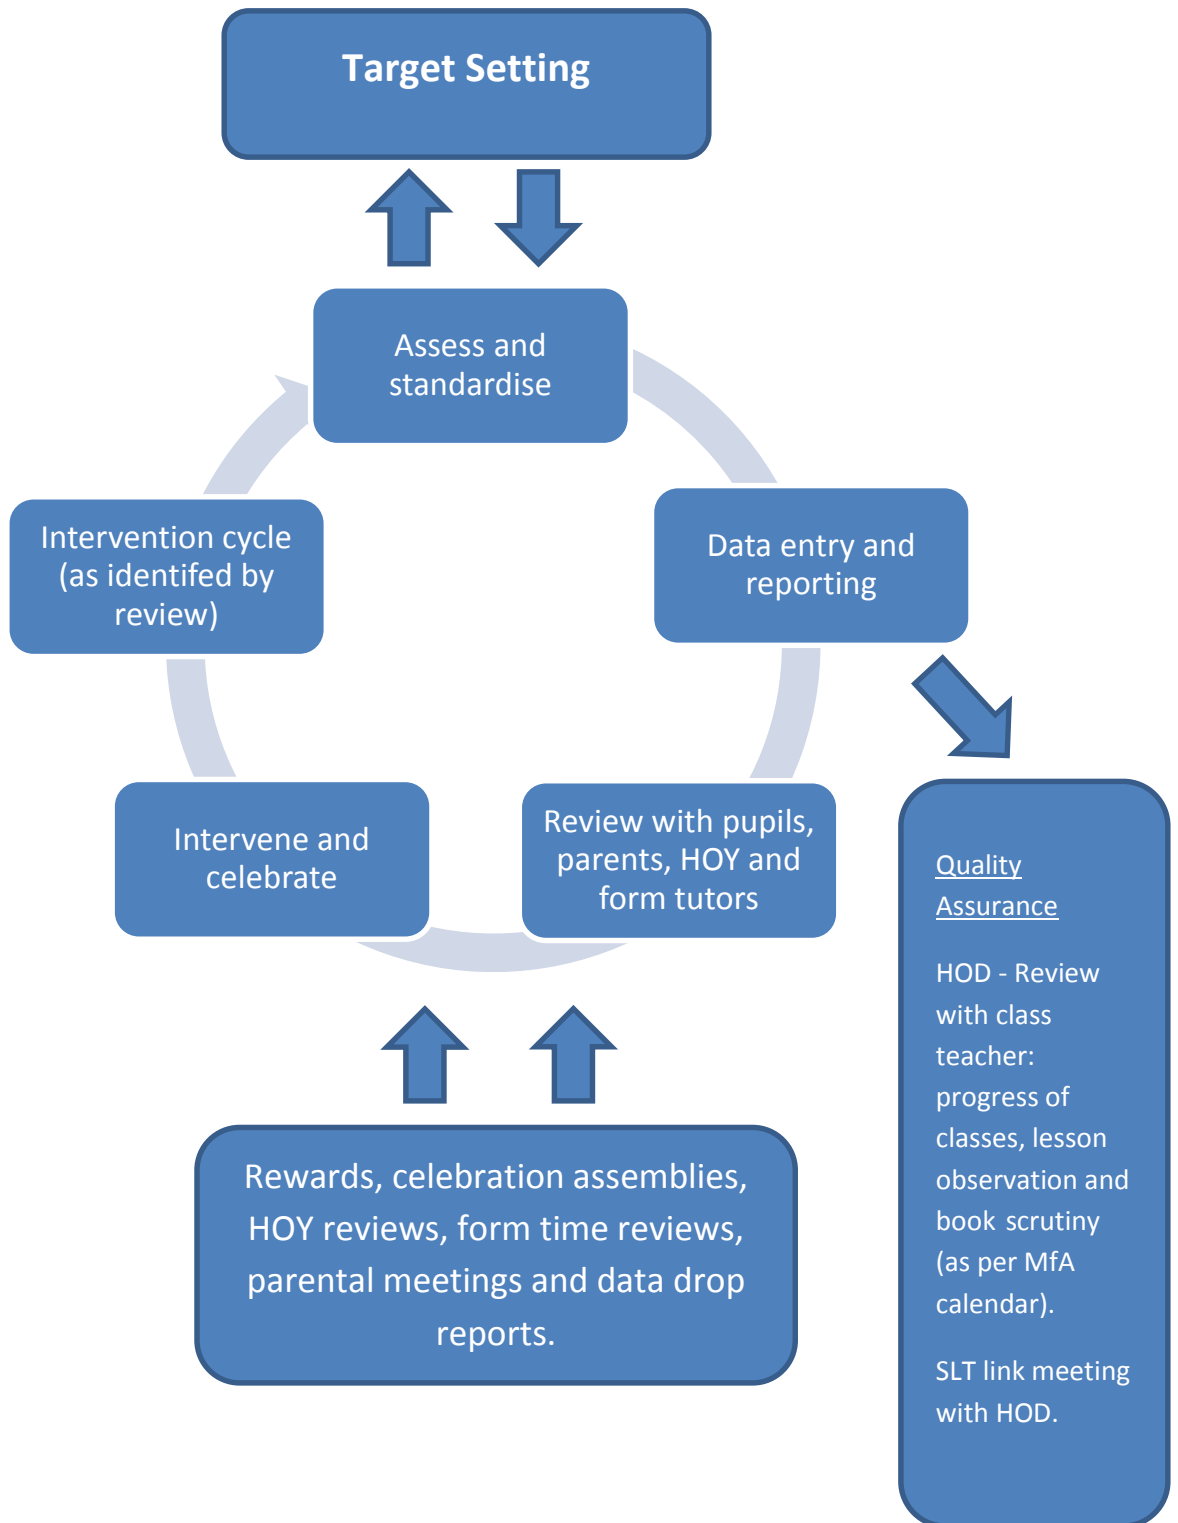 Target Setting
Assess and
standardise
Data entry and
reporting
Intervention cycle
(as identifed by
review)
Review with pupils,
parents, HOY and
form tutors
Intervene and
celebrate
Quality
Assurance
HOD - Review
with class
teacher:
progress of
classes, lesson
observation and
book scrutiny
(as per MfA
calendar).
SLT link meeting
with HOD.
Rewards, celebration assemblies,
HOY reviews, form time reviews,
parental meetings and data drop
reports.